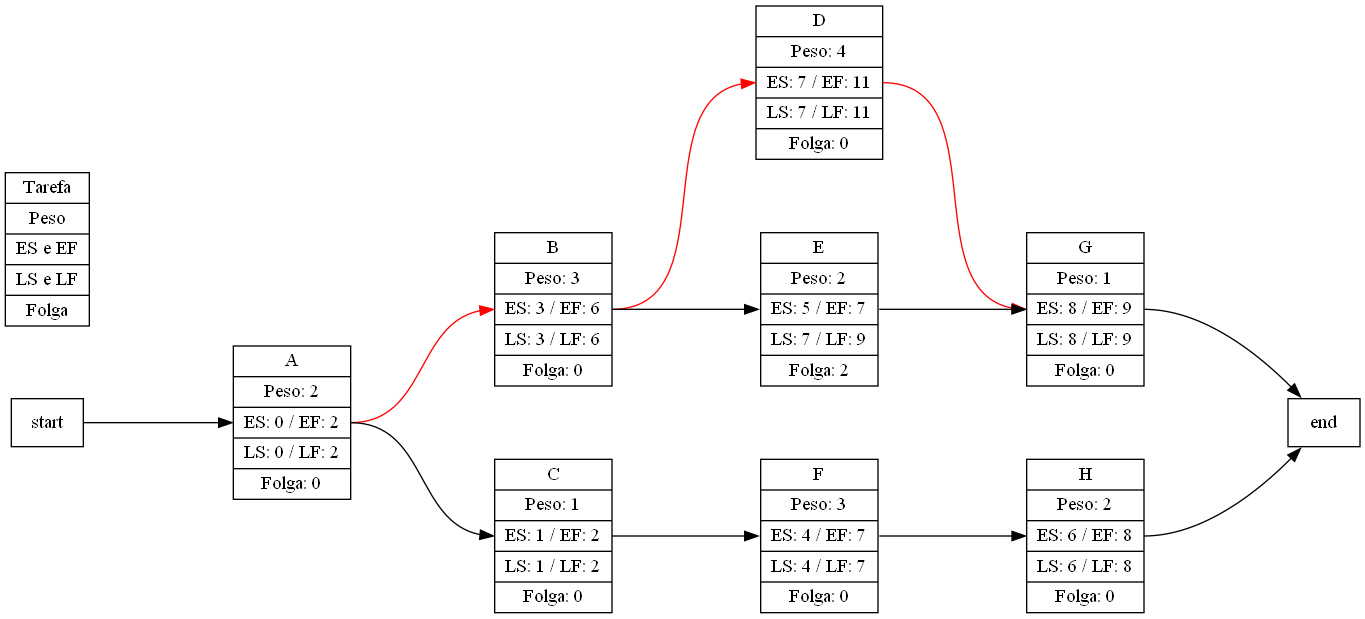 Tarefa
Peso
ES e EF
LS e LF
Folga
start
A
Peso: 2
ES: 0 / EF: 2
LS: 0 / LF: 2
Folga: 0
B
Peso: 3
ES: 3 / EF: 6
LS: 3 / LF: 6
Folga: 0
C
Peso: 1
ES: 1 / EF: 2
LS: 1 / LF: 2
Folga: 0
D
Peso: 4
ES: 7 / EF: 11
LS: 7 / LF: 11
Folga: 0
E
Peso: 2
ES: 5 / EF: 7
LS: 7 / LF: 9
Folga: 2
F
Peso: 3
ES: 4 / EF: 7
LS: 4 / LF: 7
Folga: 0
G
Peso: 1
ES: 8 / EF: 9
LS: 8 / LF: 9
Folga: 0
H
Peso: 2
ES: 6 / EF: 8
LS: 6 / LF: 8
Folga: 0
end